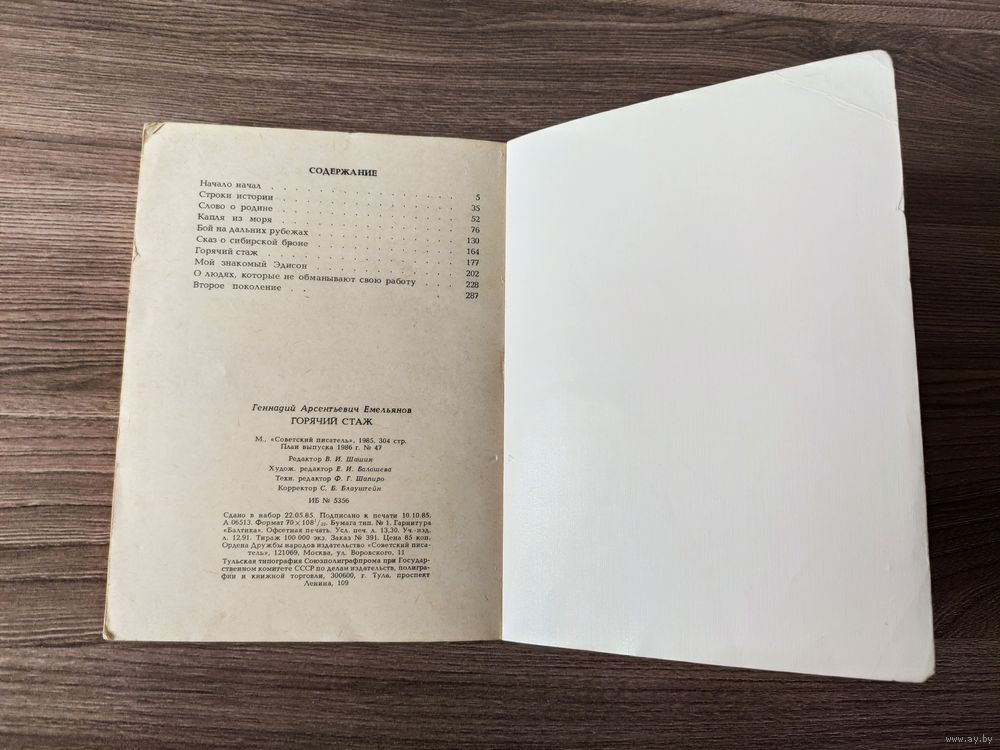 СОДЕРЖАНИЕ
Начало начал . . . . . . . . . . . . . . . 5
Строки истории . . . . . . . . . . . . . . 35
Слово о родине . . . . . . . . . . . . . . 52
Капля из моря . . . . . . . . . . . . . . 76
Бой на дальних рубежах . . . . . . . . . . 130
Сказ о сибирской броне . . . . . . . . . . 164
Горячий стаж . . . . . . . . . . . . . . . 177
Мой знакомый Эдисон . . . . . . . . . . . 202
О людях, которые не обманывают свою работу . . . 228
Второе поколение . . . 287
Геннадий Арсентьевич Емельянов
ГОРЯЧИЙ СТАЖ
М., «Советский писатель», 1985, 304 стр.
План выпуска 1986 г. № 47
Редактор В. И. Шашин
Худож. редактор Е. И. Балашева
Техн. редактор Ф. Г. Шапиро
Корректор С. Б. Блауштейн
ИБ № 5356
Сдано в набор 22.05.85. Подписано к печати 10.10.85.
А 06513. Формат 70×108 1/32. Бумага тип. № 1. Гарнитура
«Балтика». Офсетная печать. Усл. печ. л. 13,30. Уч.-изд.
л. 12,91. Тираж 100 000 экз. Заказ № 391. Цена 85 коп.
Ордена Дружбы народов издательство «Советский писа-
тель», 121069, Москва, ул. Воровского, 11
Тульская типография Союзполиграфпрома при Государ-
ственном комитете СССР по делам издательств, полигра-
фии и книжной торговли, 300600, г. Тула, проспект
Ленина, 109
www.ay.by